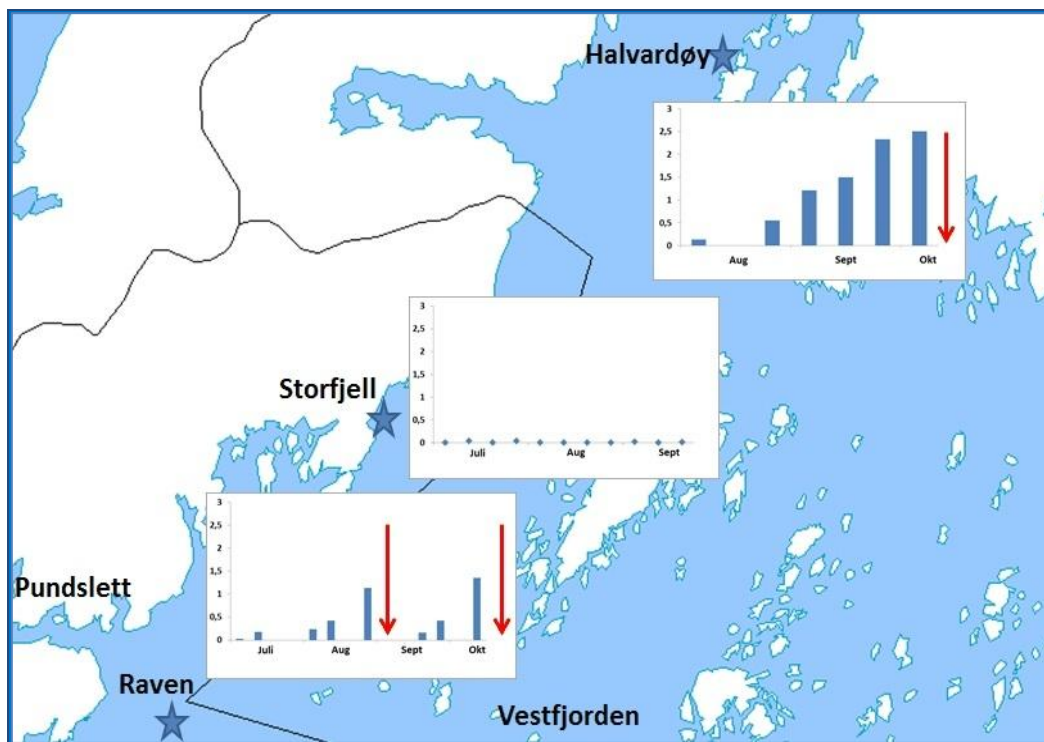 Halvardøy
3
2,5
2
1,5
1
0,5
0
Aug Sept Okt
3
2,5
2
1,5
1
0,5
0
Juli Aug Sept
Storfjell
3
2,5
2
1,5
1
0,5
0
Juli Aug Sept Okt
Pundslett
Raven
Vestfjorden